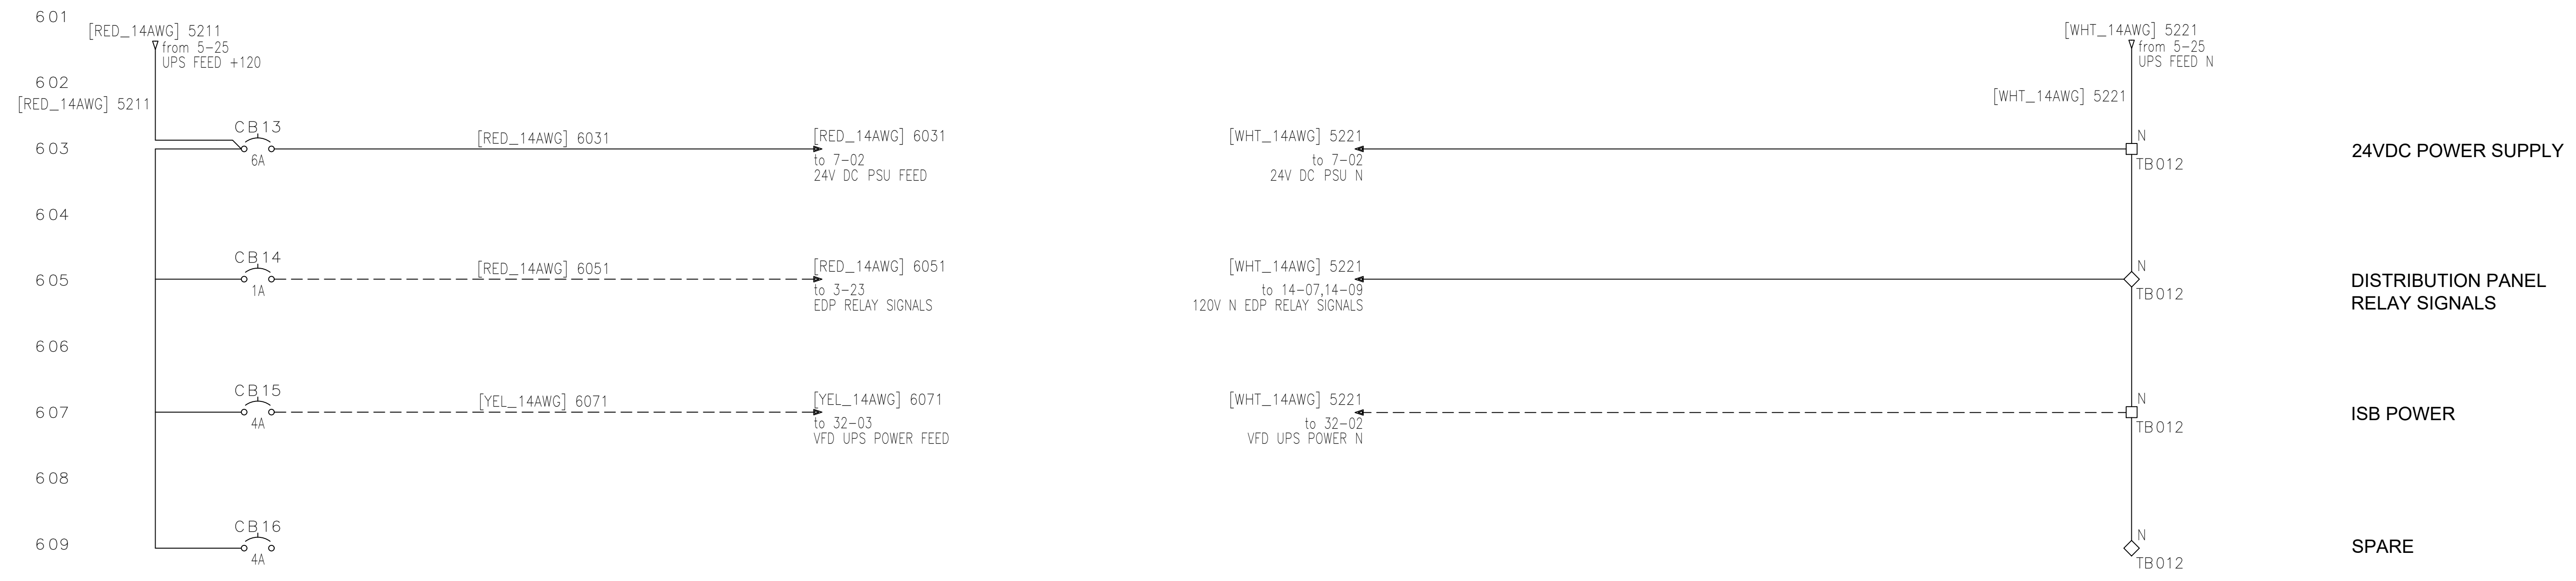 601
[RED_14AWG] 5211
from 5-25
UPS FEED +120
[WHT_14AWG] 5221
from 5-25
UPS FEED N
602
[RED_14AWG] 5211
[WHT_14AWG] 5221
603
CB13
6A
[RED_14AWG] 6031
[RED_14AWG] 6031
to 7-02
24V DC PSU FEED
[WHT_14AWG] 5221
to 7-02
24V DC PSU N
N
TB012
24VDC POWER SUPPLY
604
605
CB14
1A
[RED_14AWG] 6051
[RED_14AWG] 6051
to 3-23
EDP RELAY SIGNALS
[WHT_14AWG] 5221
to 14-07,14-09
120V N EDP RELAY SIGNALS
N
TB012
DISTRIBUTION PANEL
RELAY SIGNALS
606
607
CB15
4A
[YEL_14AWG] 6071
[YEL_14AWG] 6071
to 32-03
VFD UPS POWER FEED
[WHT_14AWG] 5221
to 32-02
VFD UPS POWER N
N
TB012
ISB POWER
608
609
CB16
4A
N
TB012
SPARE